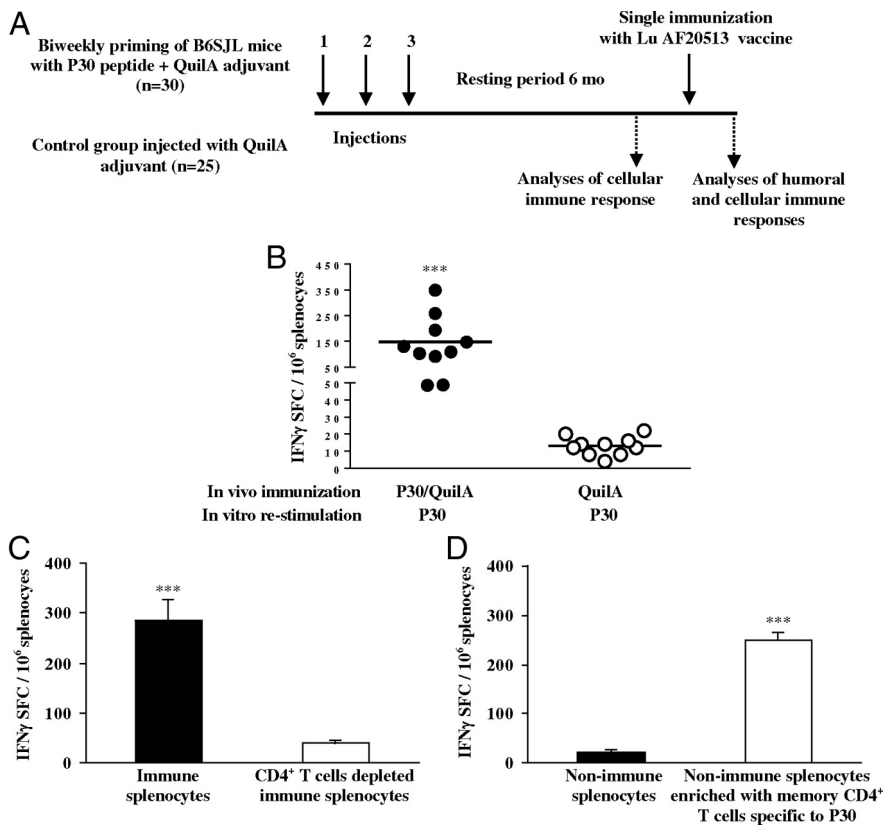 A
Biweekly priming of B6SJL mice
with P30 peptide + QuilA adjuvant
(n=30)
Control group injected with QuilA
adjuvant (n=25)
1 2 3
Injections
Resting period 6 mo
Single immunization
with Lu AF20513 vaccine
Analyses of cellular
immune response
Analyses of humoral
and cellular immune
responses
B
IFNγ SFC / 10⁶ splenocytes
450
350
250
150
50
50
40
30
20
10
0
***
In vivo immunization P30/QuilA QuilA
In vitro re-stimulation P30 P30
C
IFNγ SFC / 10⁶ splenocyes
400
300
200
100
0
***
Immune
splenocytes
CD4⁺ T cells depleted
immune splenocytes
D
IFNγ SFC / 10⁶ splenocyes
400
300
200
100
0
***
Non-immune
splenocytes
Non-immune splenocytes
enriched with memory CD4⁺
T cells specific to P30